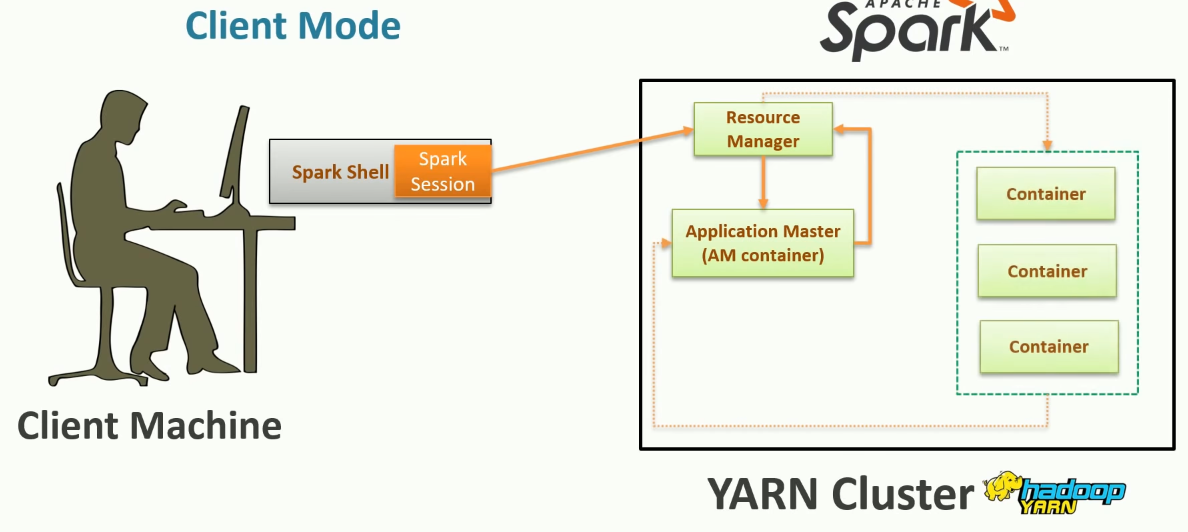 Client Mode
APACHE
Spark
TM
Spark Shell
Spark
Session
Resource
Manager
Application Master
(AM container)
Container
Container
Container
Client Machine
YARN Cluster
hadoop
YARN